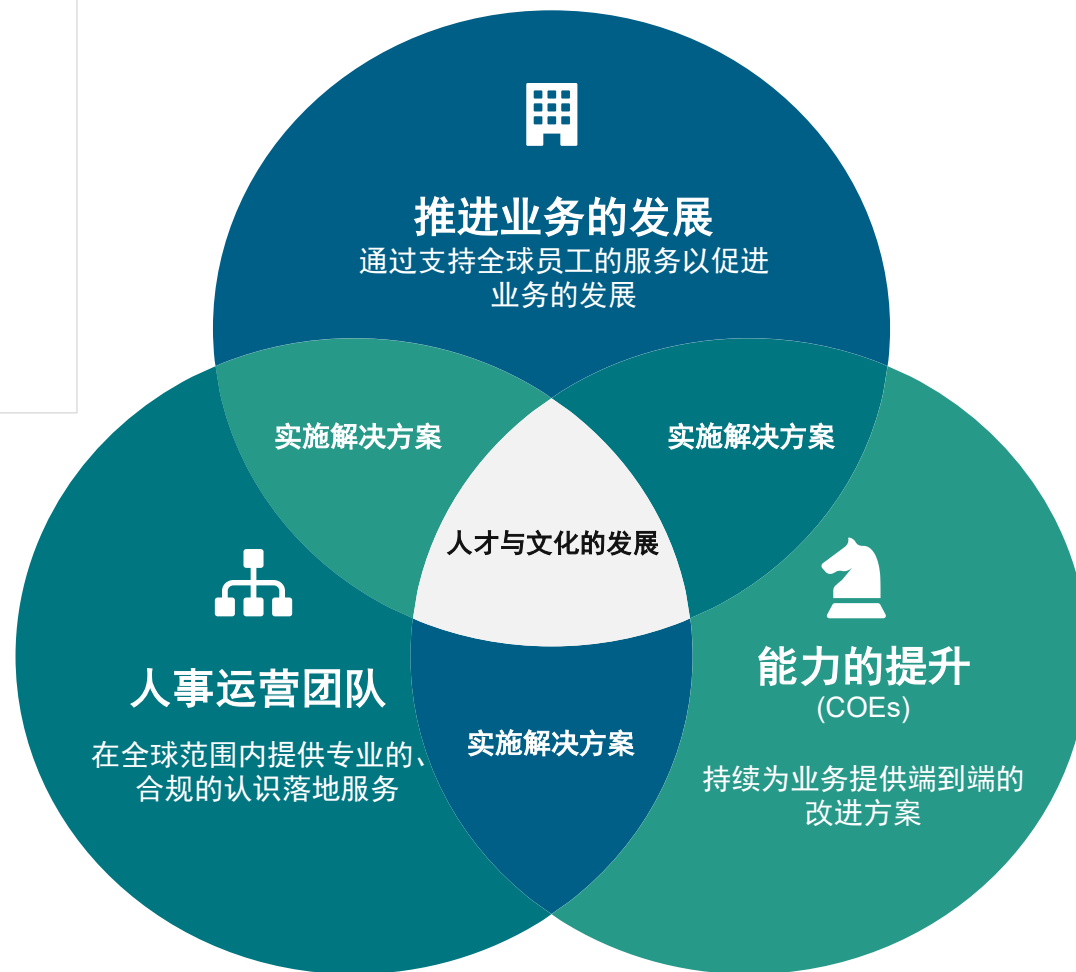 推进业务的发展
通过支持全球员工的服务以促进
业务的发展
实施解决方案
实施解决方案
人才与文化的发展
人事运营团队
在全球范围内提供专业的、
合规的认识落地服务
实施解决方案
能力的提升
(COEs)
持续为业务提供端到端的
改进方案